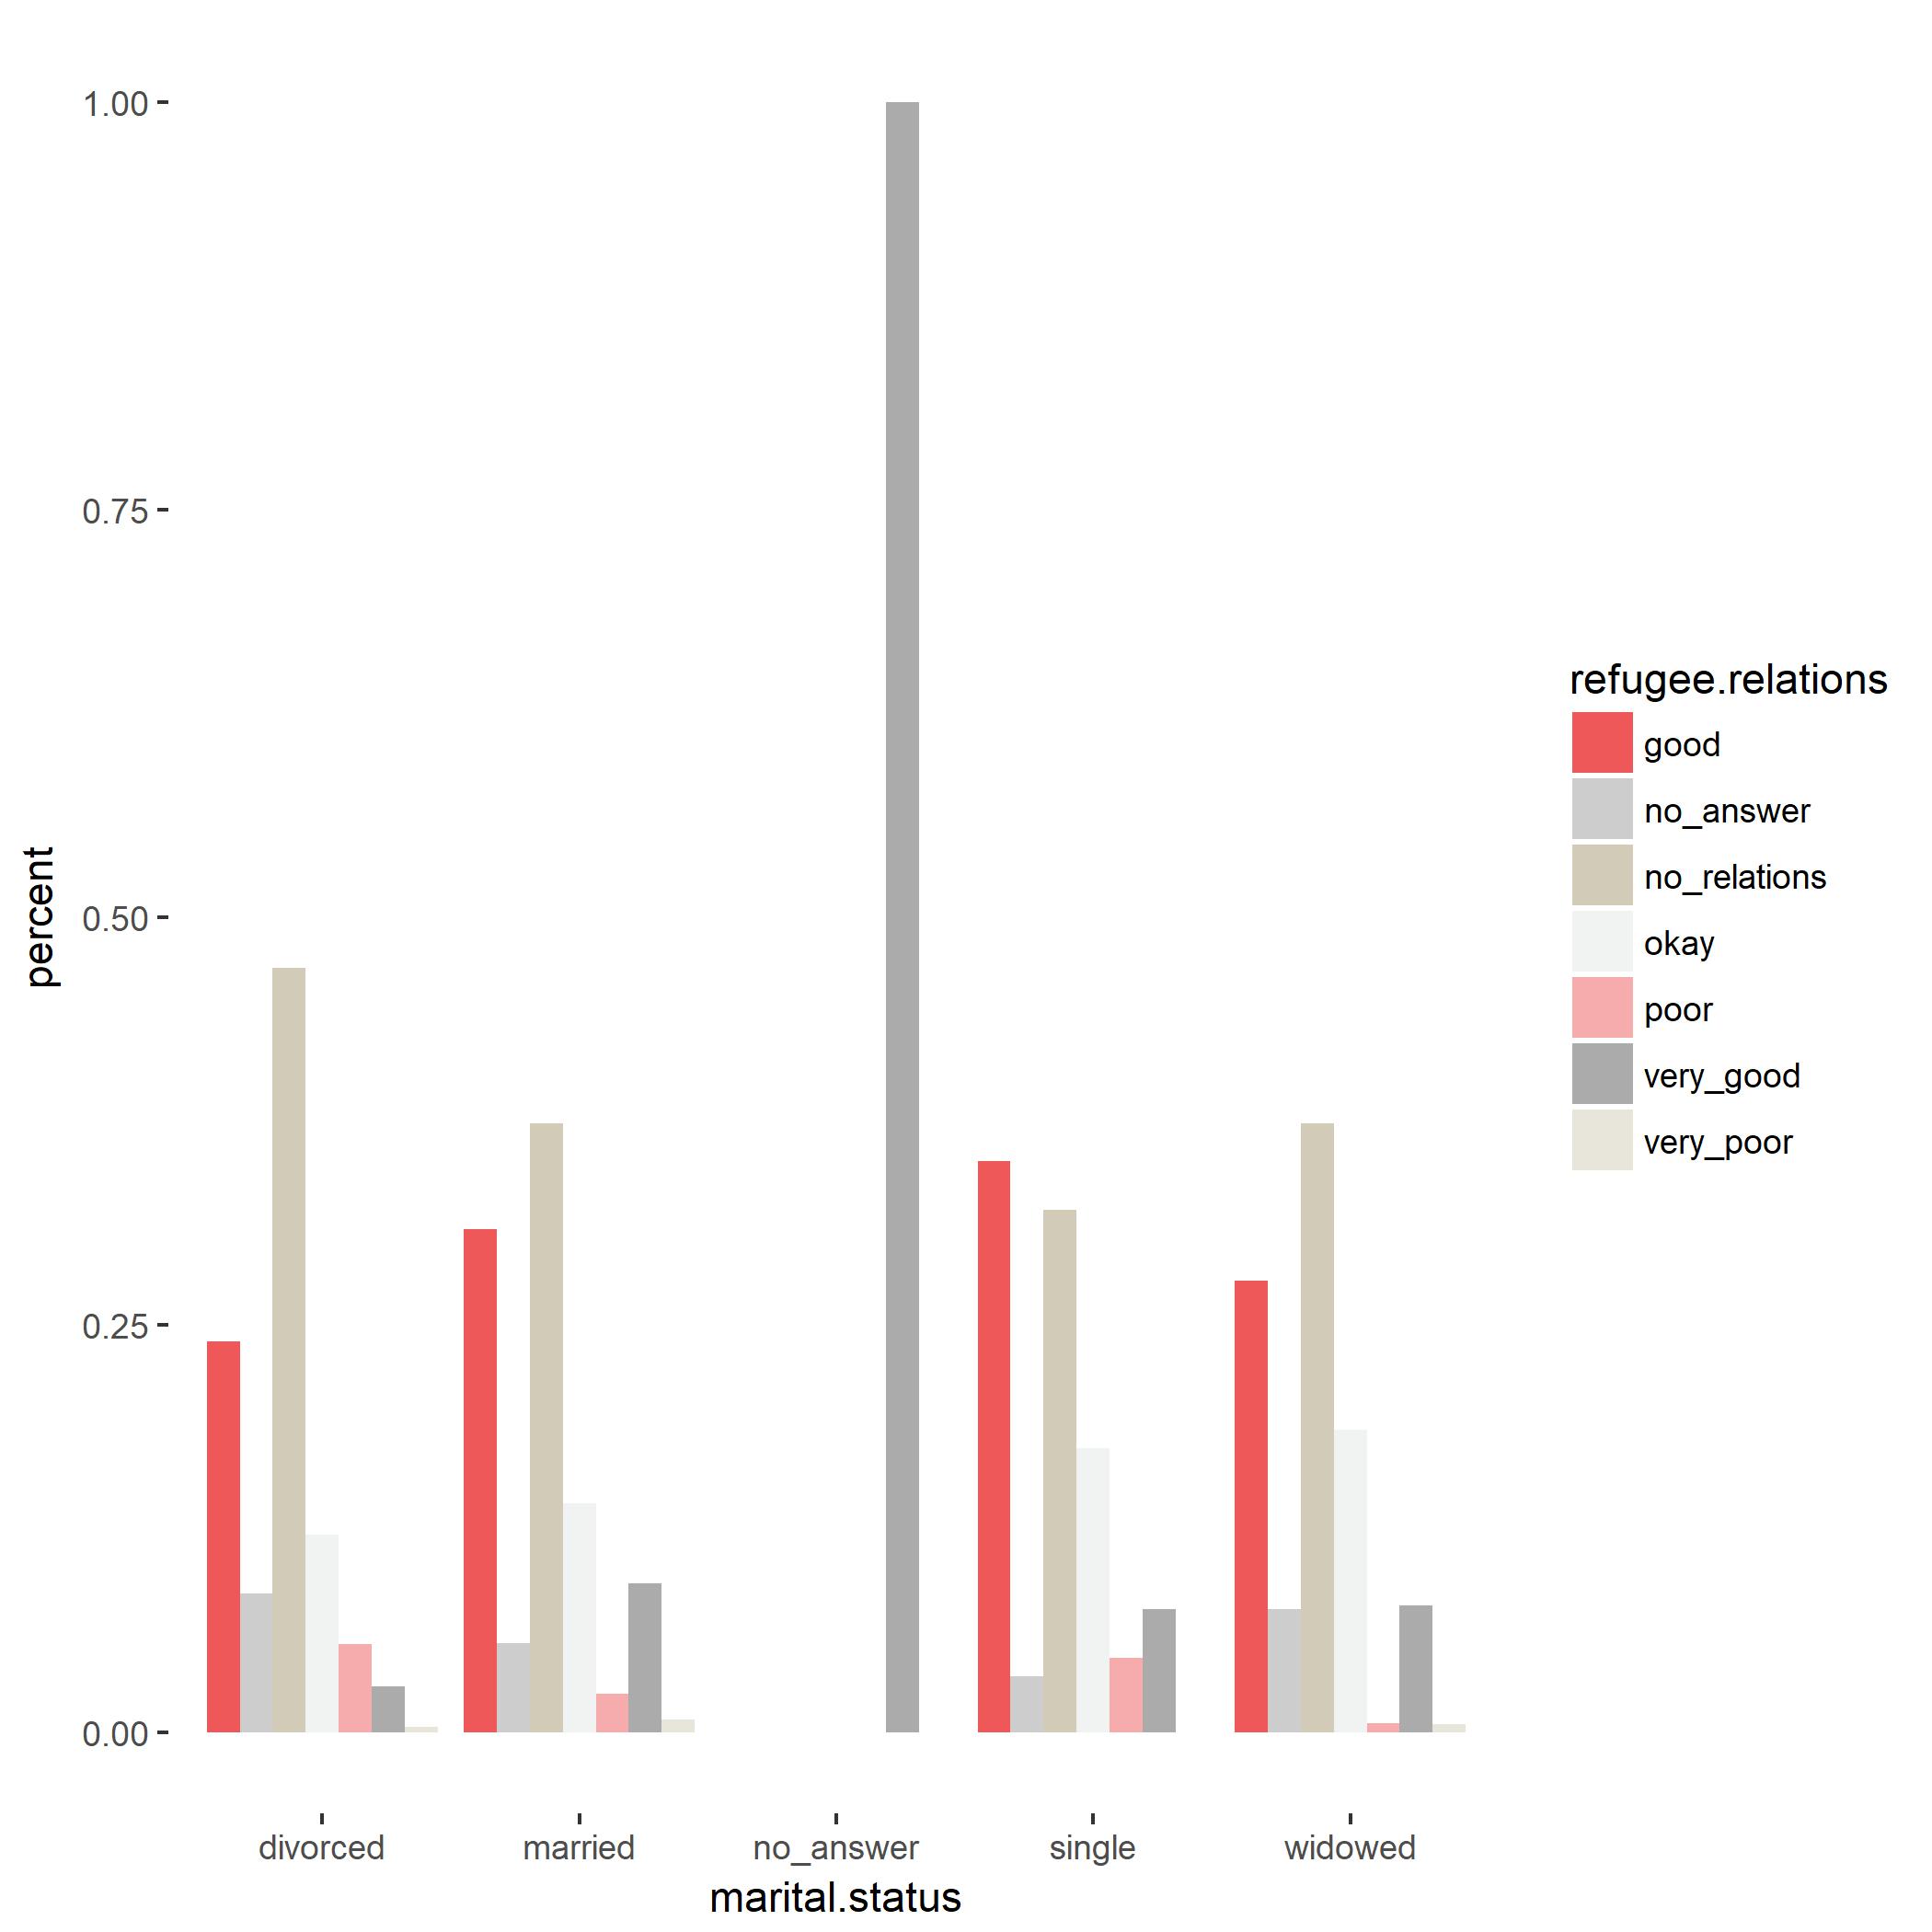 1.00
0.75
0.50
0.25
0.00
percent
divorced married no_answer single widowed
marital.status
refugee.relations
good
no_answer
no_relations
okay
poor
very_good
very_poor